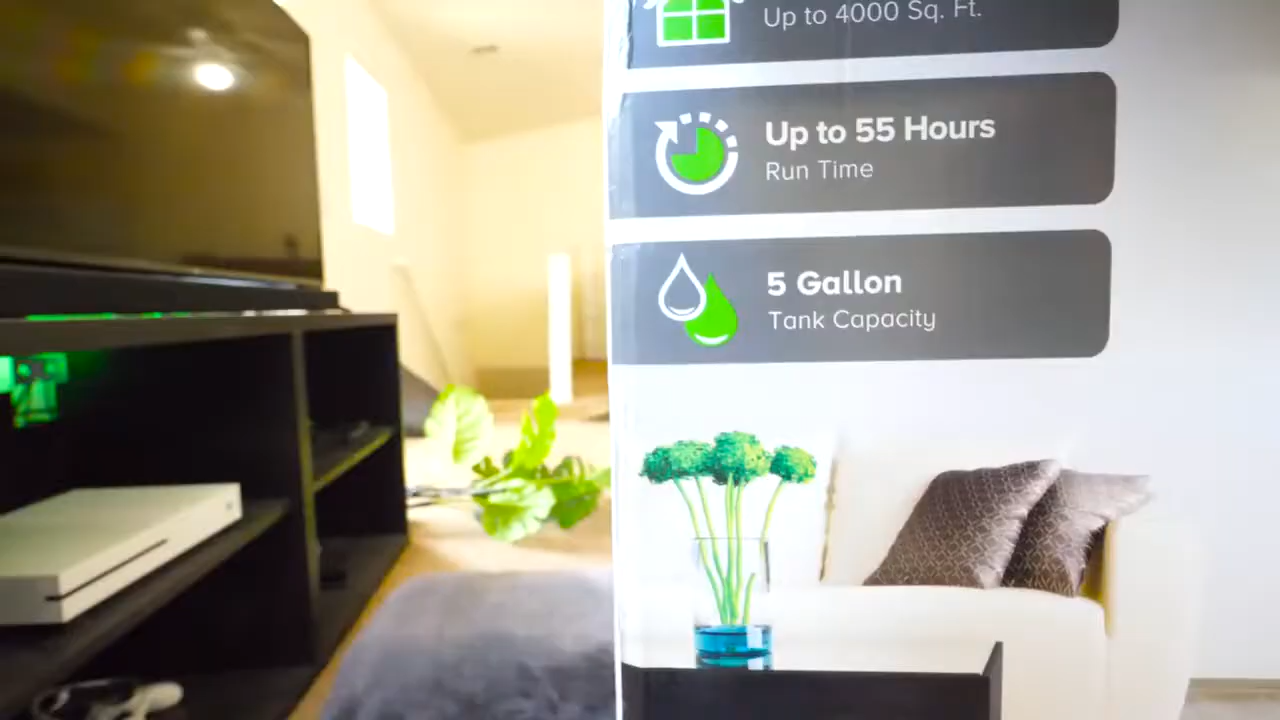 Up to 4000 Sq. Ft.
Up to 55 Hours
Run Time
5 Gallon
Tank Capacity